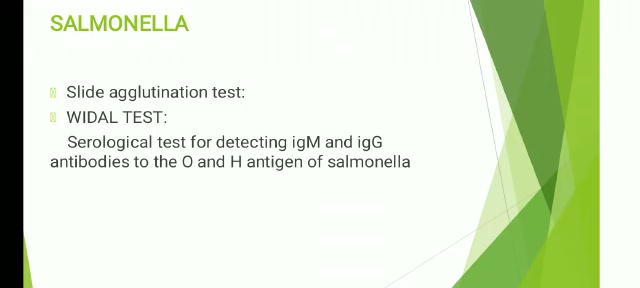 SALMONELLA
Slide agglutination test:
WIDAL TEST:
Serological test for detecting igM and igG
antibodies to the O and H antigen of salmonella